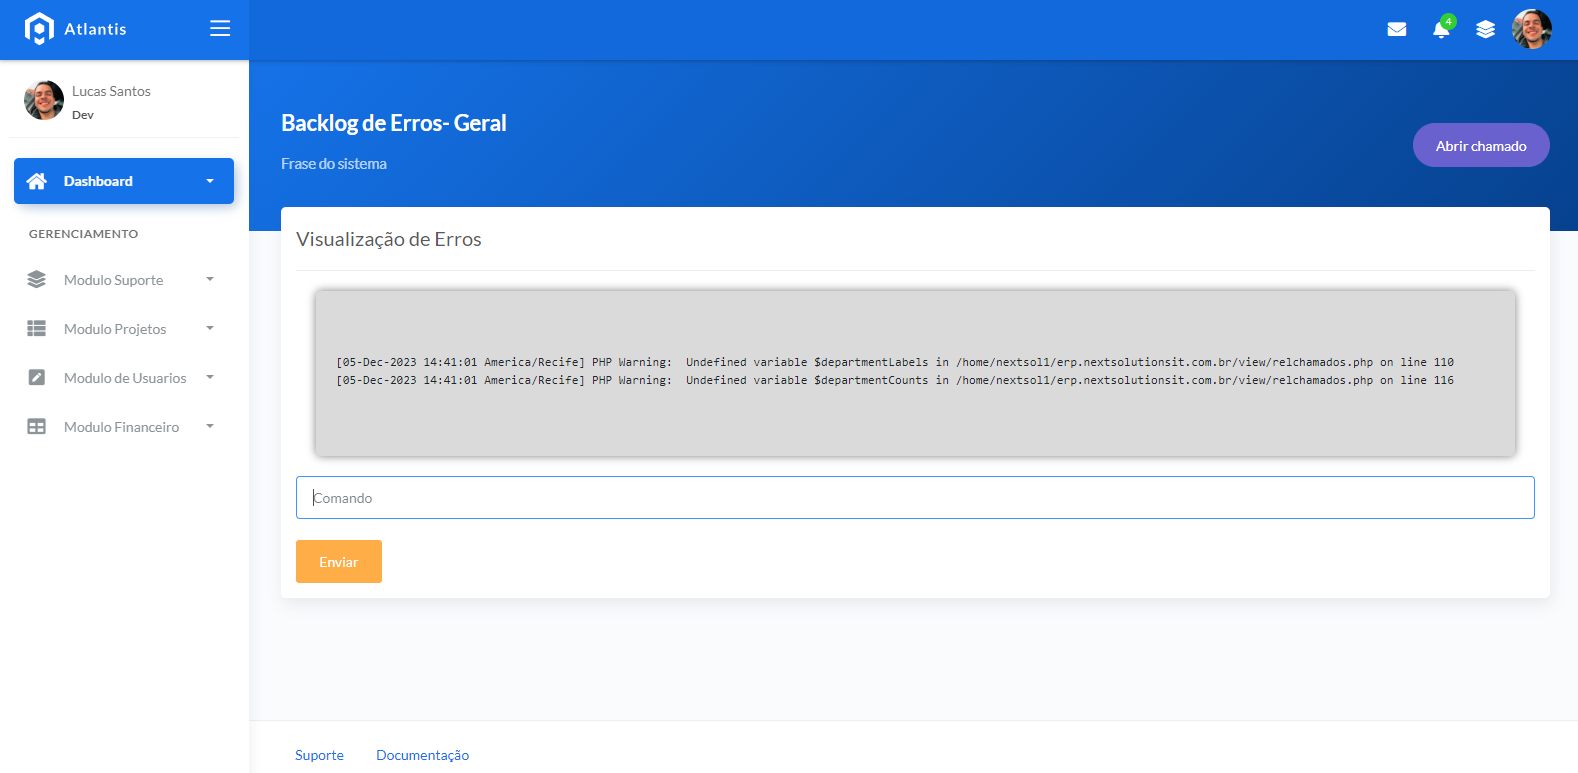 Atlantis
4
Lucas Santos
Dev
Dashboard
GERENCIAMENTO
Modulo Suporte
Modulo Projetos
Modulo de Usuarios
Modulo Financeiro
Backlog de Erros- Geral
Frase do sistema
Abrir chamado
Visualização de Erros
[05-Dec-2023 14:41:01 America/Recife] PHP Warning:  Undefined variable $departmentLabels in /home/nextsol1/erp.nextsolutionsit.com.br/view/relchamados.php on line 110
[05-Dec-2023 14:41:01 America/Recife] PHP Warning:  Undefined variable $departmentCounts in /home/nextsol1/erp.nextsolutionsit.com.br/view/relchamados.php on line 116
Comando
Enviar
Suporte
Documentação